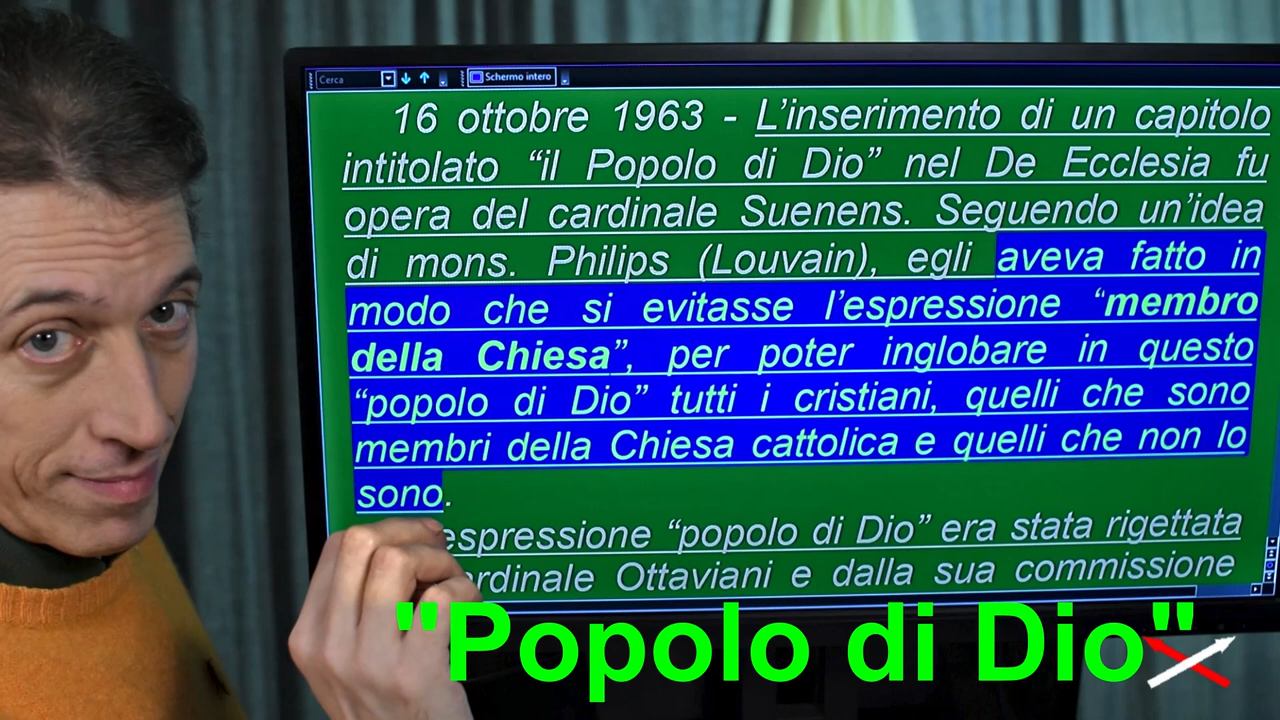 Cerca
Schermo intero
16 ottobre 1963 - L’inserimento di un capitolo
intitolato “il Popolo di Dio” nel De Ecclesia fu
opera del cardinale Suenens. Seguendo un’idea
di mons. Philips (Louvain), egli aveva fatto in
modo che si evitasse l’espressione “membro
della Chiesa”, per poter inglobare in questo
“popolo di Dio” tutti i cristiani, quelli che sono
membri della Chiesa cattolica e quelli che non lo
sono.
espressione “popolo di Dio” era stata rigettata
rdinale Ottaviani e dalla sua commissione
"Popolo di Dio"